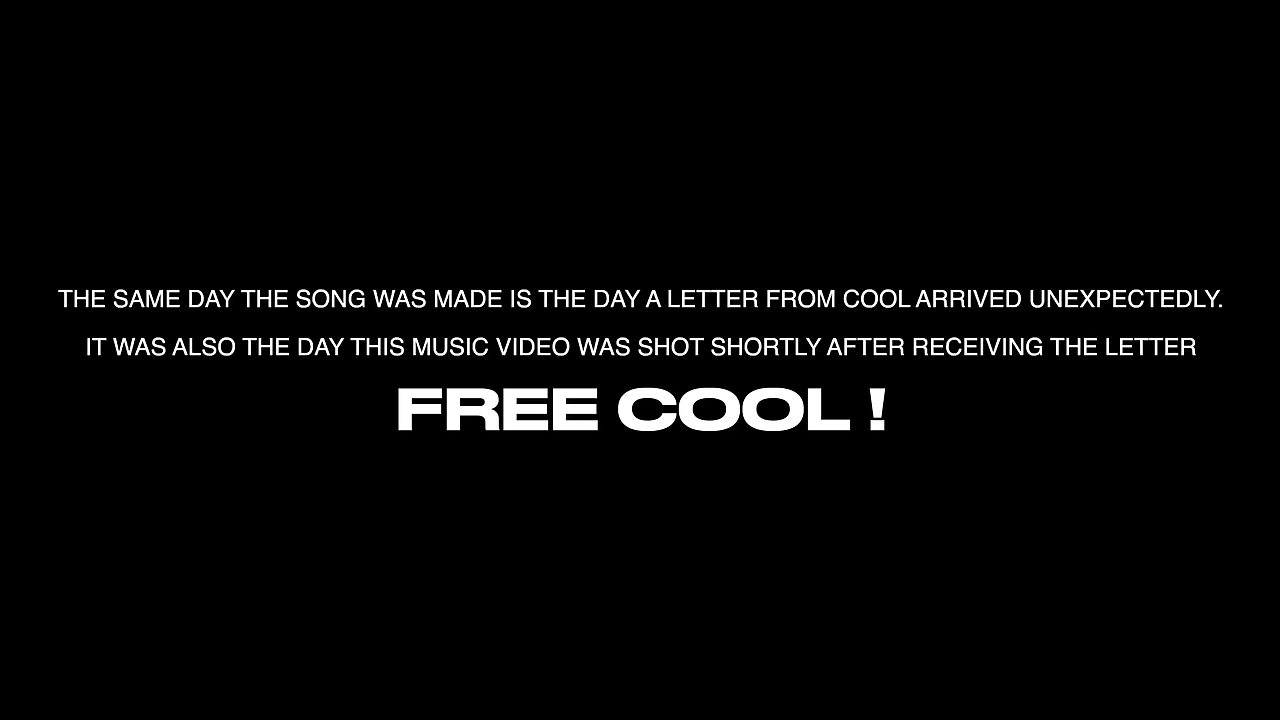 THE SAME DAY THE SONG WAS MADE IS THE DAY A LETTER FROM COOL ARRIVED UNEXPECTEDLY.
IT WAS ALSO THE DAY THIS MUSIC VIDEO WAS SHOT SHORTLY AFTER RECEIVING THE LETTER
FREE COOL !